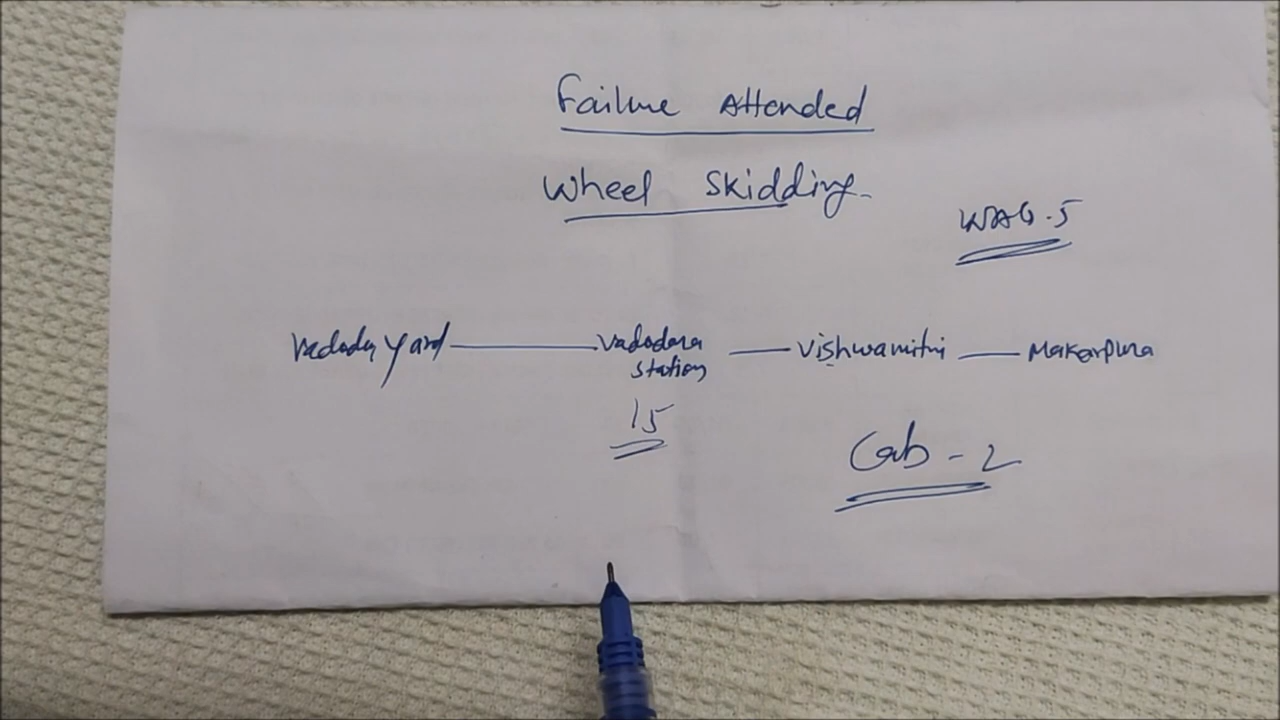 Failure Attended
Wheel Skidding
WAG-5
Vadodara Yard — Vadodara Station — Vishwamitri — Makarpura
15
Cab - 2